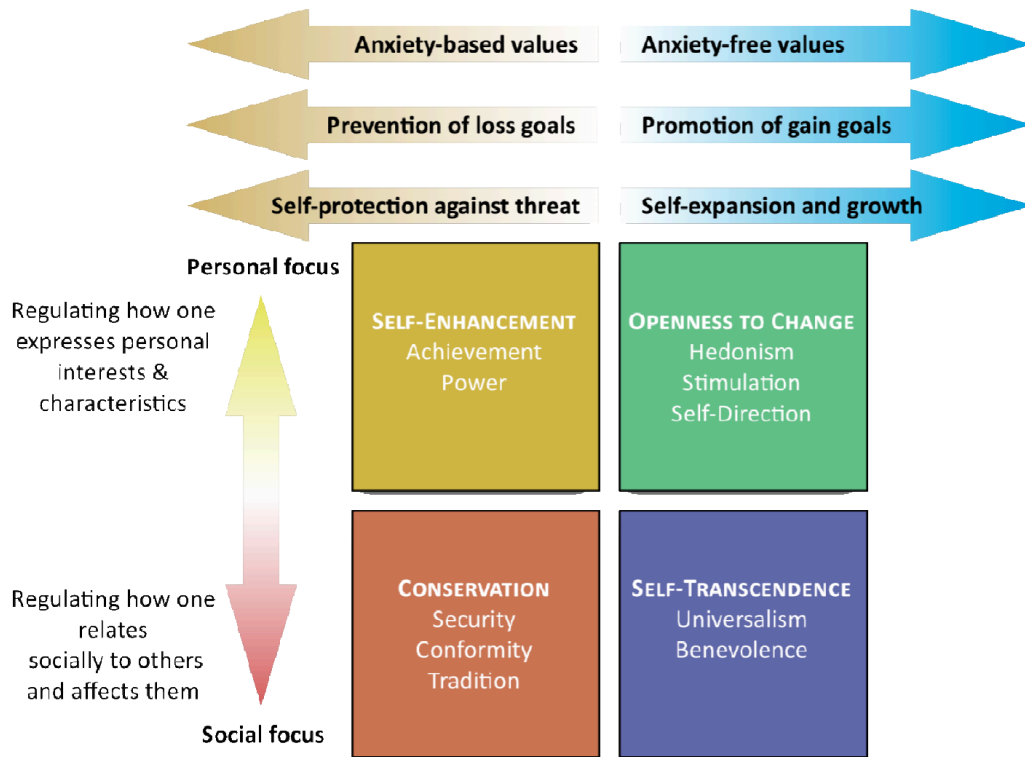 Anxiety-based values
Anxiety-free values
Prevention of loss goals
Promotion of gain goals
Self-protection against threat
Self-expansion and growth
Personal focus
Regulating how one
expresses personal
interests &
characteristics
SELF-ENHANCEMENT
Achievement
Power
OPENNESS TO CHANGE
Hedonism
Stimulation
Self-Direction
Regulating how one
relates
socially to others
and affects them
Social focus
CONSERVATION
Security
Conformity
Tradition
SELF-TRANSCENDENCE
Universalism
Benevolence